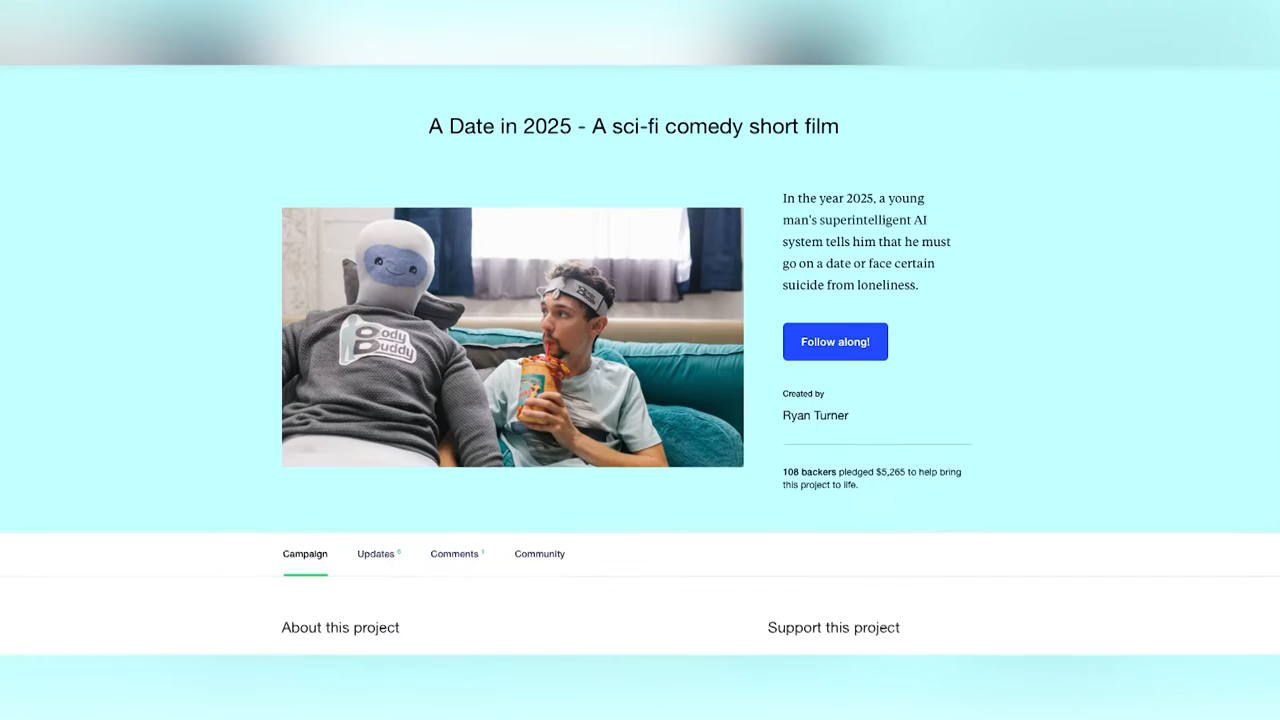 A Date in 2025 - A sci-fi comedy short film
In the year 2025, a young
man's superintelligent AI
system tells him that he must
go on a date or face certain
suicide from loneliness.
Body
Buddy
Follow along!
Created by
Ryan Turner
108 backers pledged $5,265 to help bring
this project to life.
Campaign
Updates 6
Comments 1
Community
About this project
Support this project